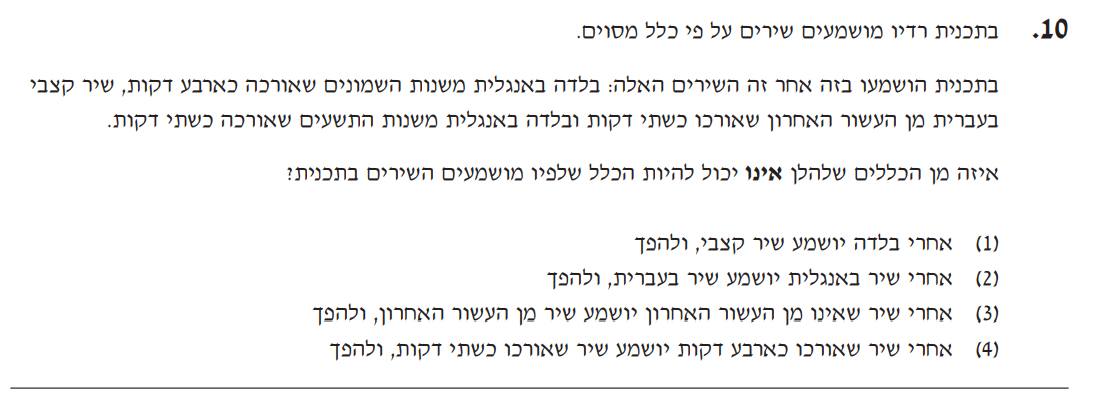 10. בתכנית רדיו מושמעים שירים על פי כלל מסוים.
בתכנית הושמעו בזה אחר זה השירים האלה: בלדה באנגלית משנות השמונים שאורכה כארבע דקות, שיר קצבי
בעברית מן העשור האחרון שאורכו כשתי דקות ובלדה באנגלית משנות התשעים שאורכה כשתי דקות.
איזה מן הכללים שלהלן אינו יכול להיות הכלל שלפיו מושמעים השירים בתכנית?
(1) אחרי בלדה יושמע שיר קצבי, ולהפך
(2) אחרי שיר באנגלית יושמע שיר בעברית, ולהפך
(3) אחרי שיר שאינו מן העשור האחרון יושמע שיר מן העשור האחרון, ולהפך
(4) אחרי שיר שאורכו כארבע דקות יושמע שיר שאורכו כשתי דקות, ולהפך